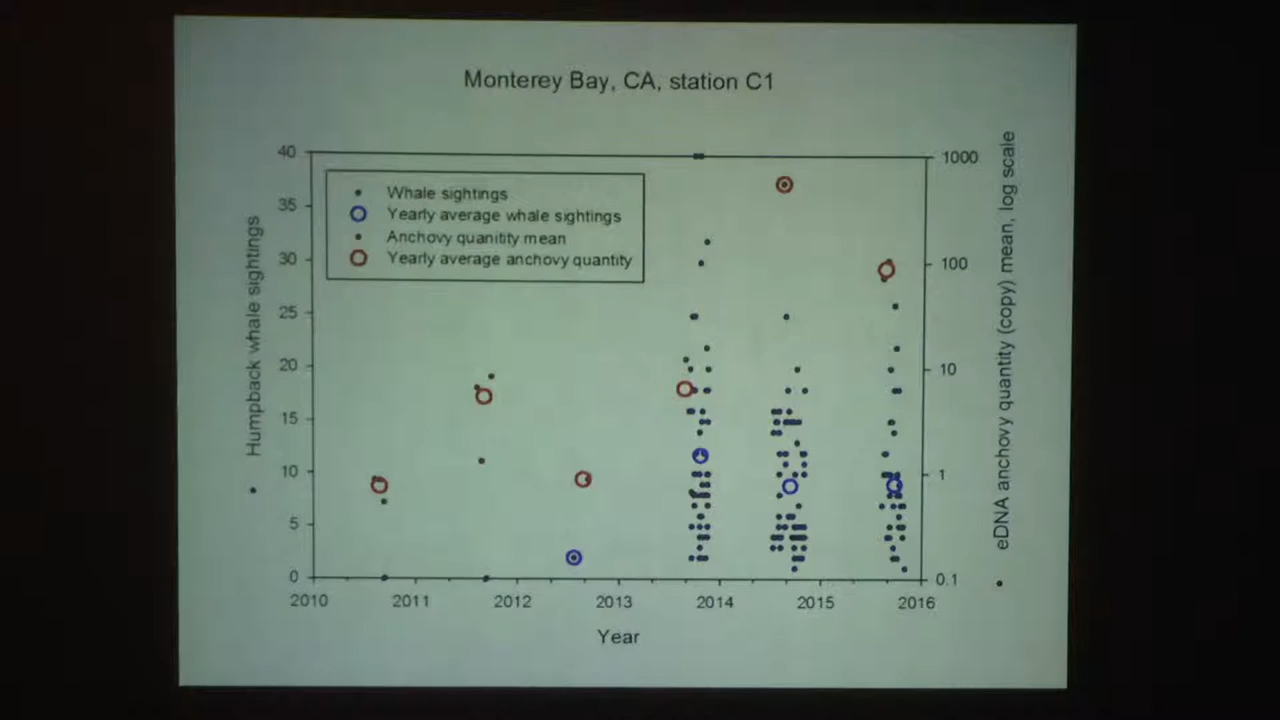 Monterey Bay, CA, station C1
Whale sightings
Yearly average whale sightings
Anchovy quanitity mean
Yearly average anchovy quantity
Humpback whale sightings
40
35
30
25
20
15
10
5
0
1000
100
10
1
0.1
eDNA anchovy quantity (copy) mean, log scale
2010 2011 2012 2013 2014 2015 2016
Year